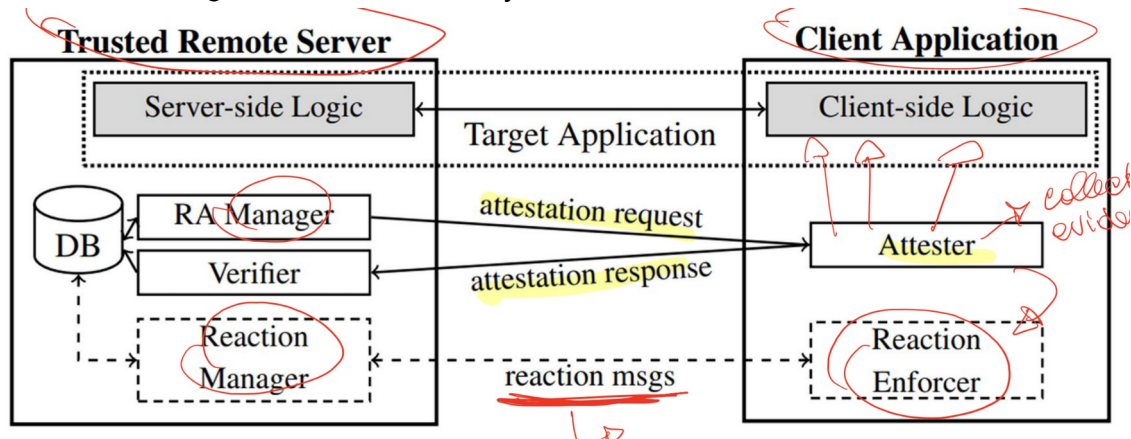 Trusted Remote Server
Client Application
Server-side Logic
Client-side Logic
Target Application
RA Manager
attestation request
collect
DB
Attester
Verifier
attestation response
Reaction
Manager
reaction msgs
Reaction
Enforcer